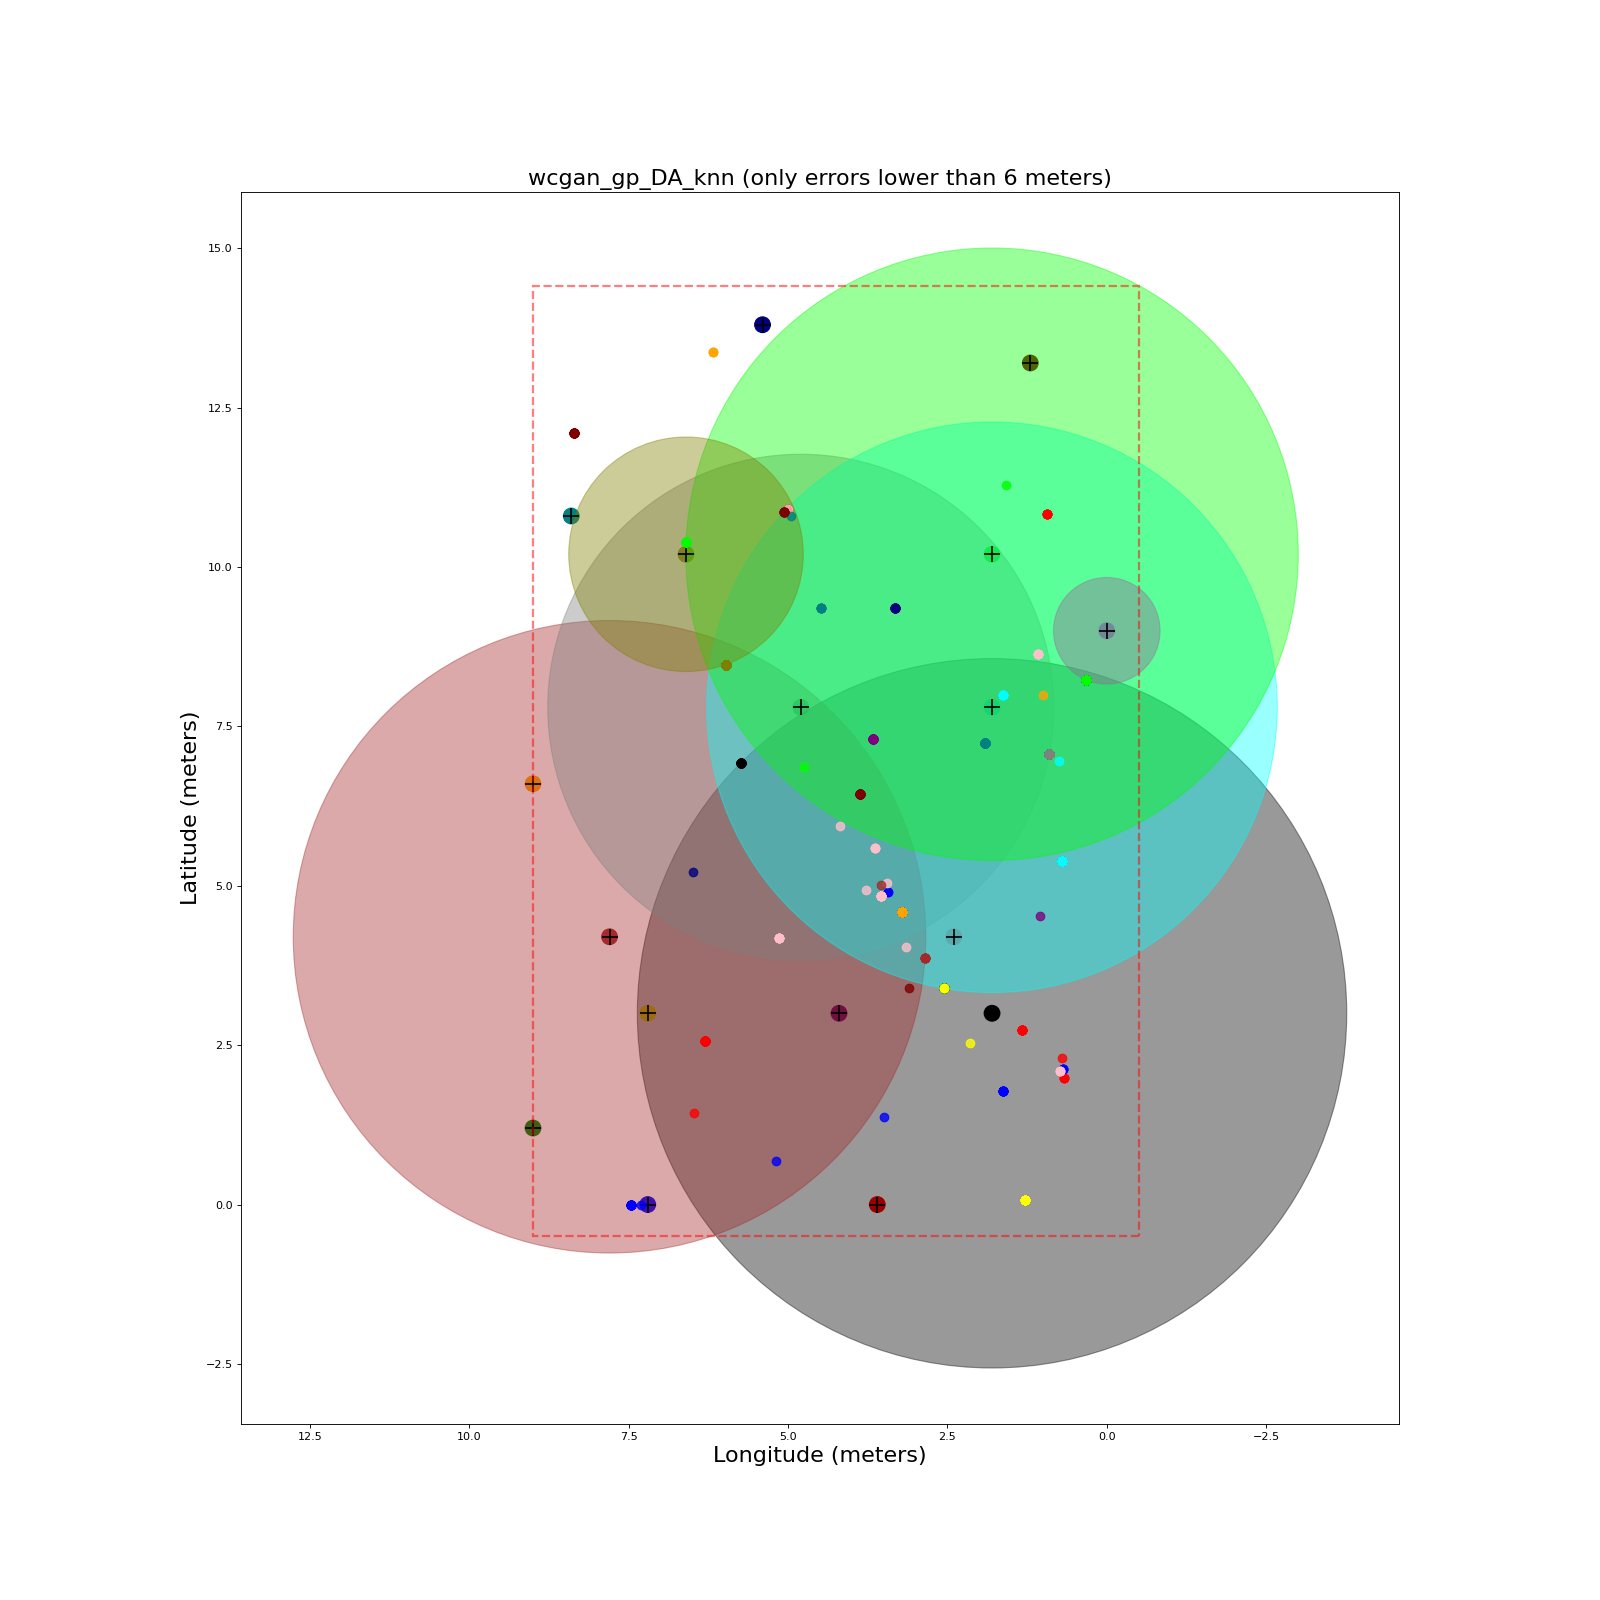 wcgan_gp_DA_knn (only errors lower than 6 meters)
15.0
12.5
10.0
7.5
5.0
2.5
0.0
−2.5
Latitude (meters)
12.5 10.0 7.5 5.0 2.5 0.0 −2.5
Longitude (meters)